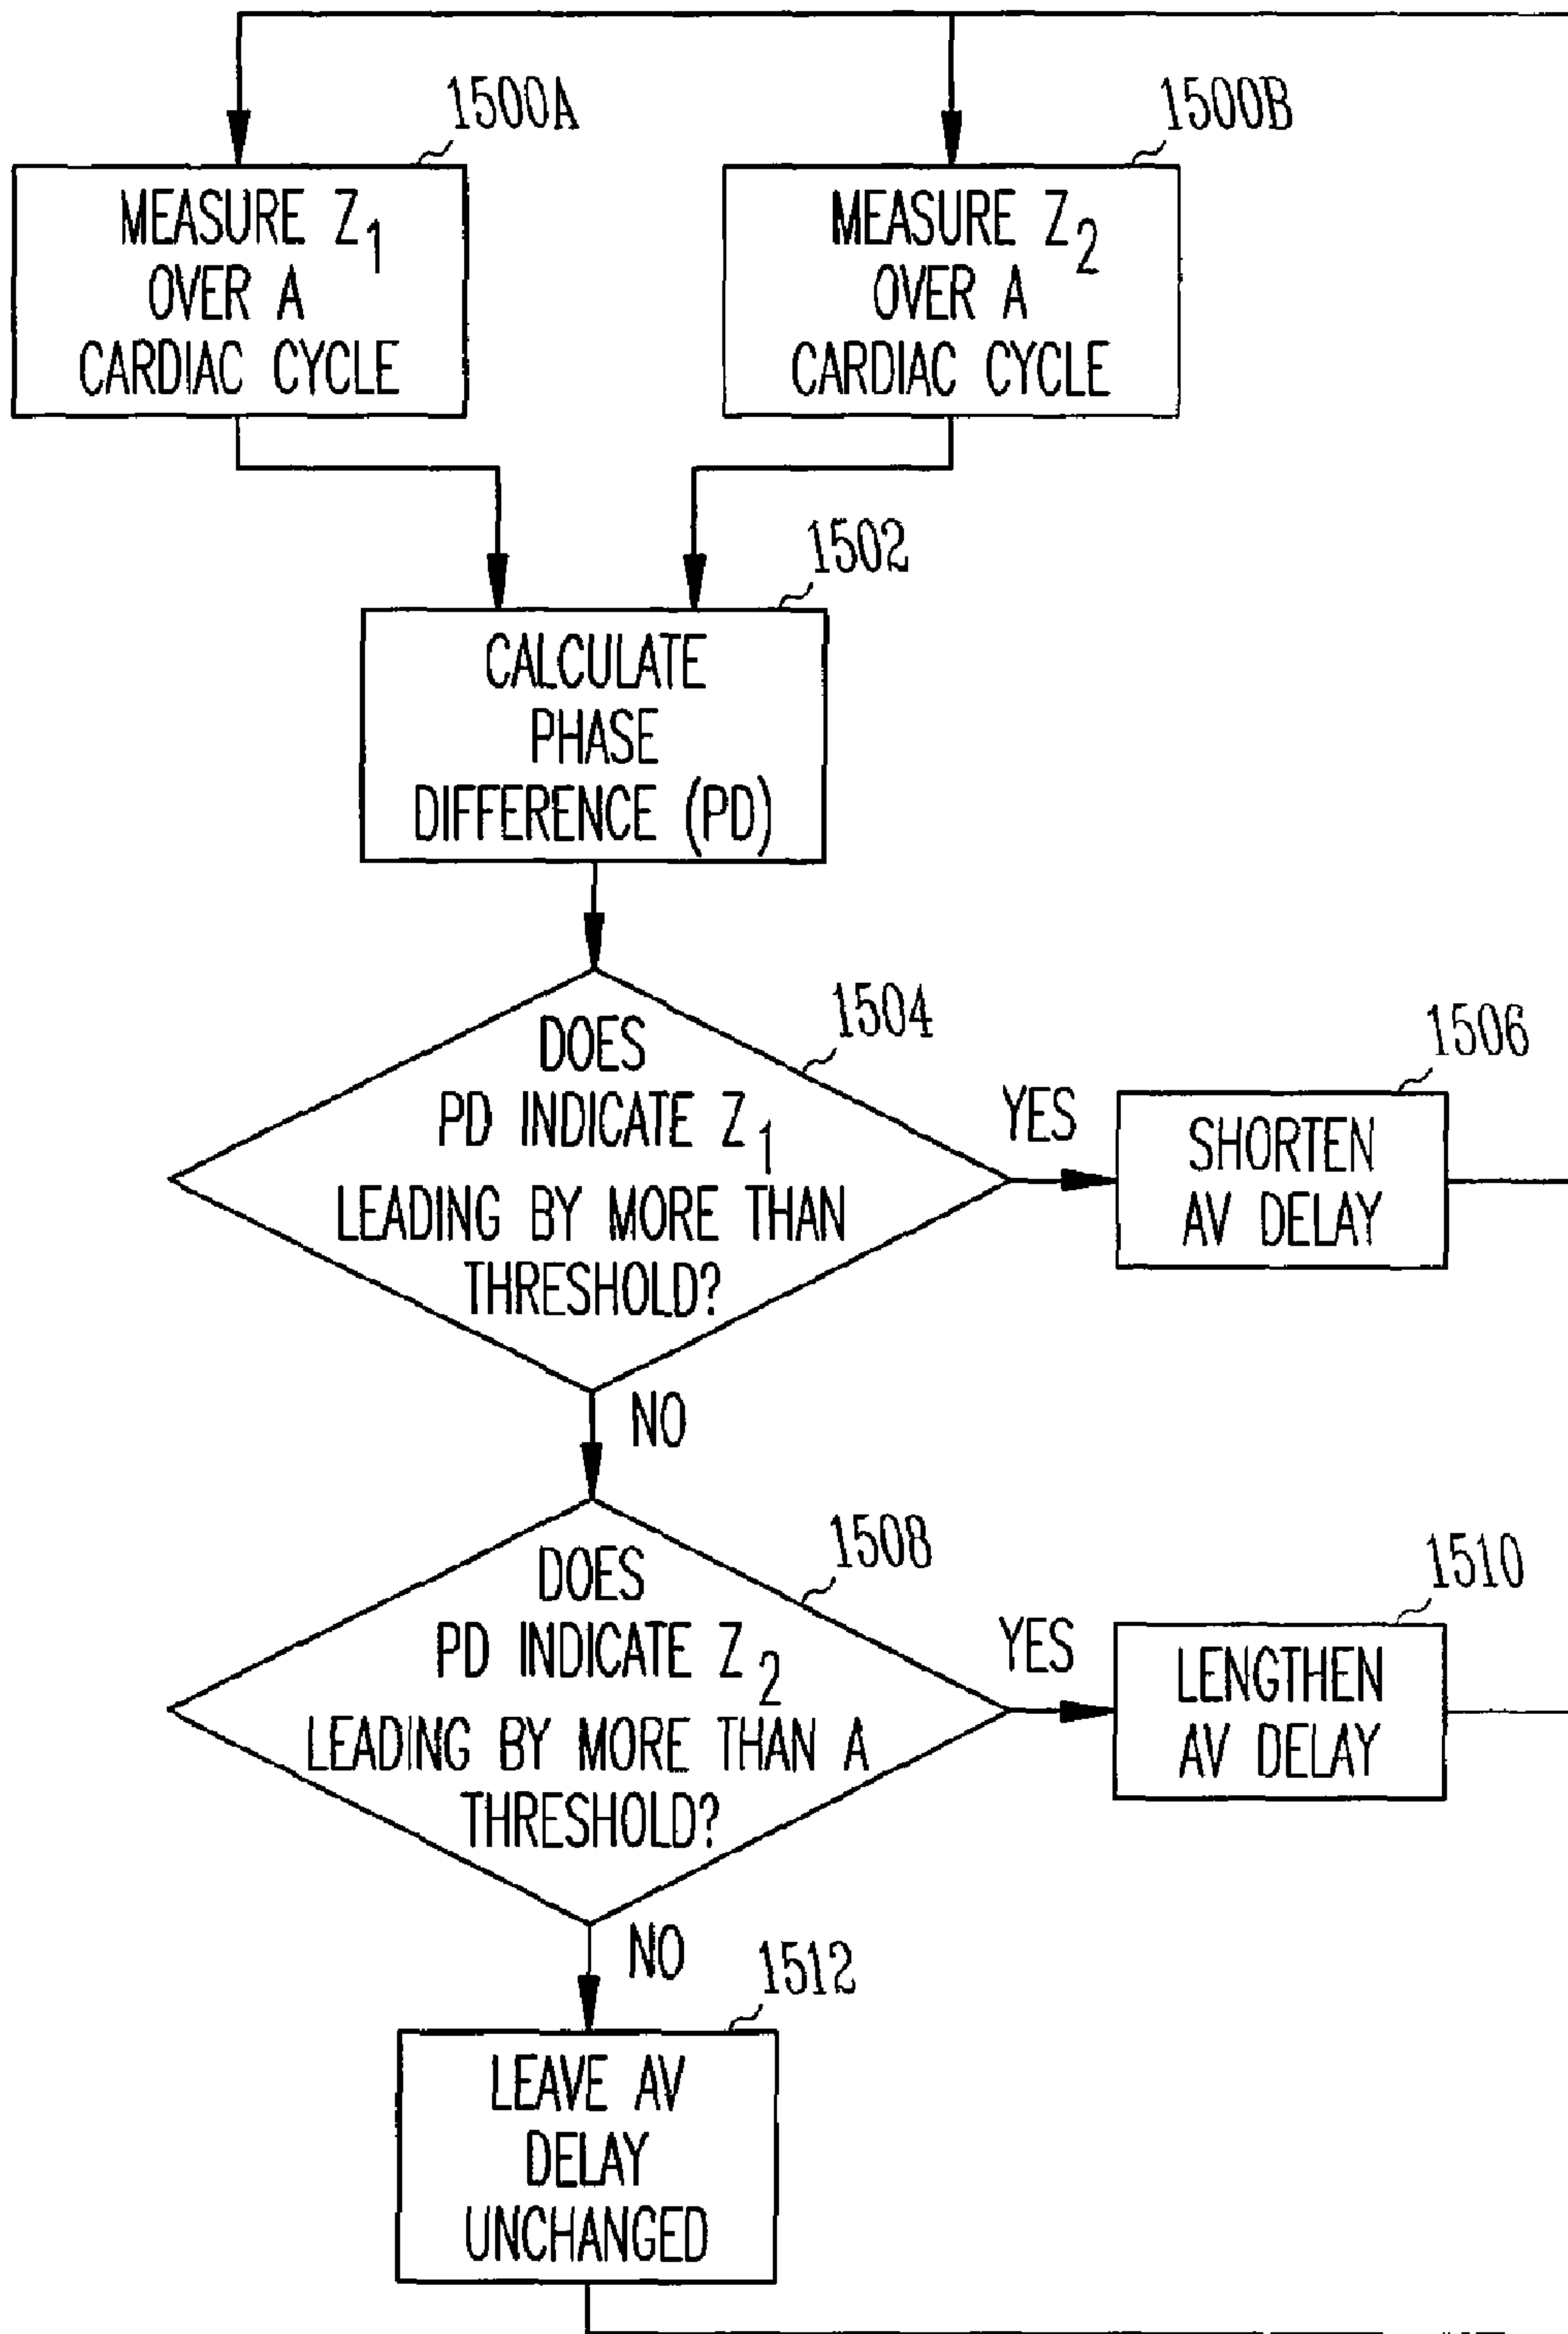 1500A
MEASURE Z1
OVER A
CARDIAC CYCLE
1500B
MEASURE Z2
OVER A
CARDIAC CYCLE
1502
CALCULATE
PHASE
DIFFERENCE (PD)
1504
DOES
PD INDICATE Z1
LEADING BY MORE THAN
THRESHOLD?
YES
1506
SHORTEN
AV DELAY
NO
1508
DOES
PD INDICATE Z2
LEADING BY MORE THAN A
THRESHOLD?
YES
1510
LENGTHEN
AV DELAY
NO
1512
LEAVE AV
DELAY
UNCHANGED